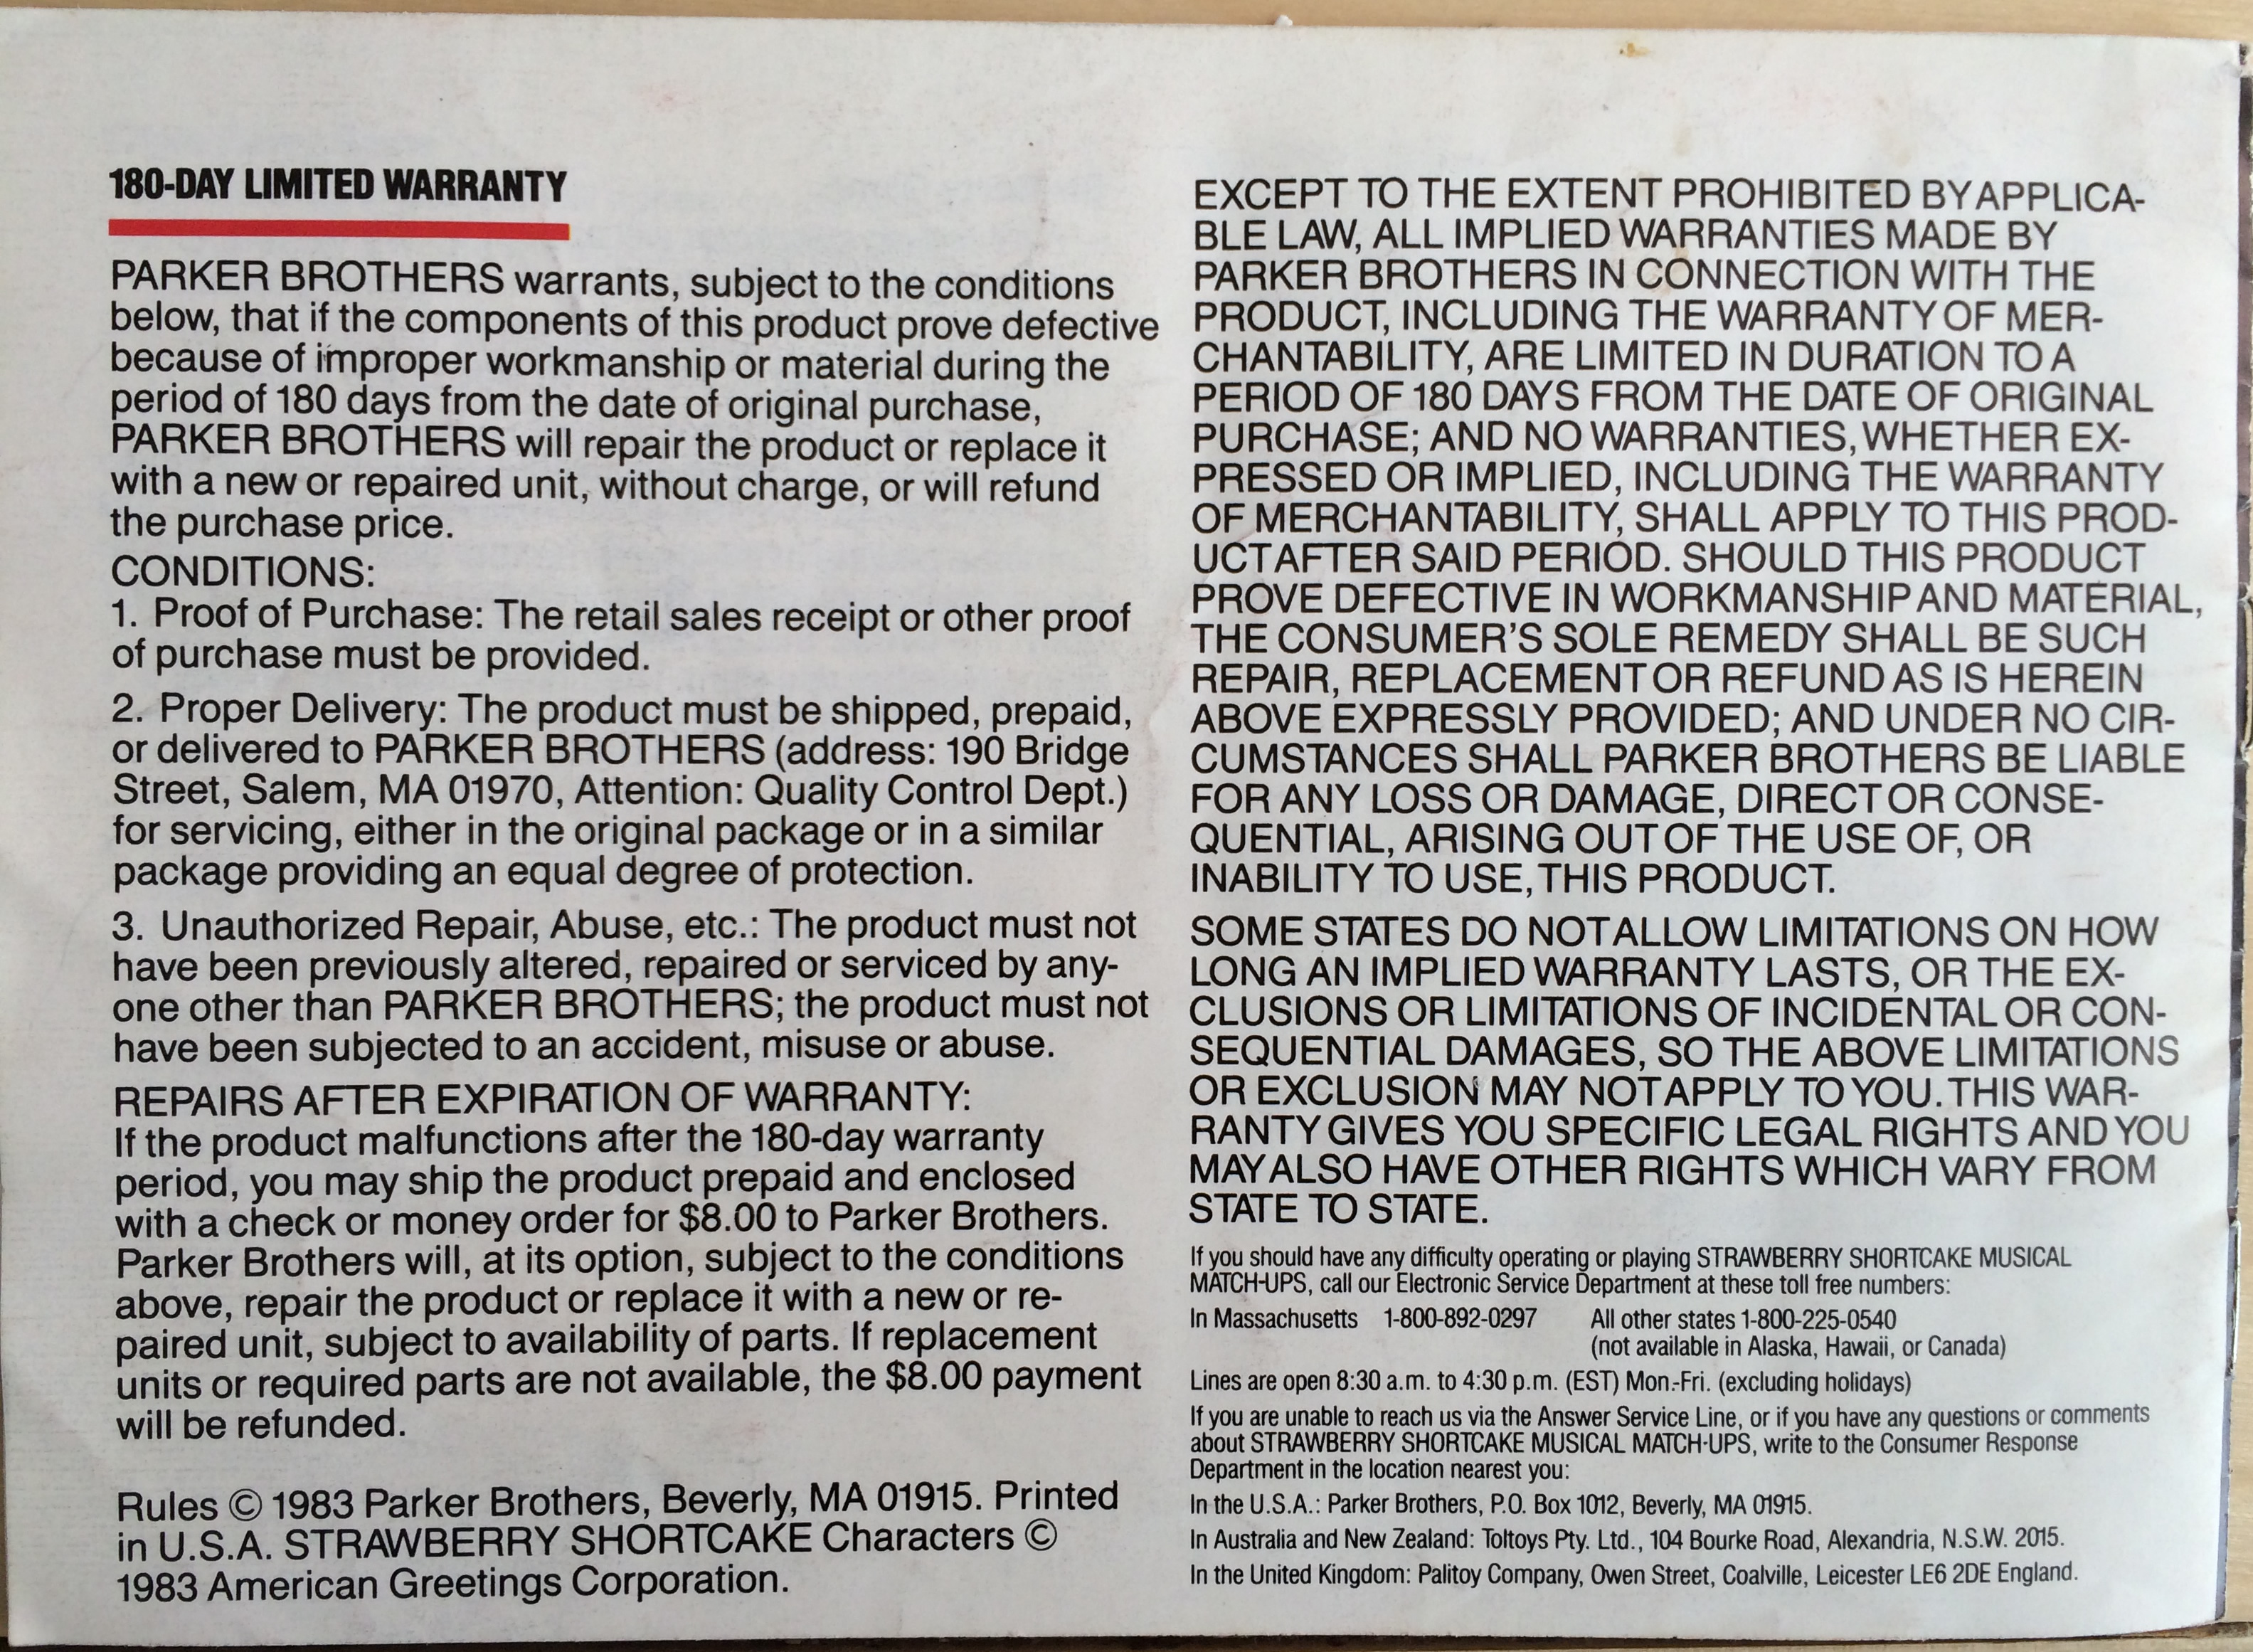 180-DAY LIMITED WARRANTY
PARKER BROTHERS warrants, subject to the conditions
below, that if the components of this product prove defective
because of improper workmanship or material during the
period of 180 days from the date of original purchase,
PARKER BROTHERS will repair the product or replace it
with a new or repaired unit, without charge, or will refund
the purchase price.
CONDITIONS:
1. Proof of Purchase: The retail sales receipt or other proof
of purchase must be provided.
2. Proper Delivery: The product must be shipped, prepaid,
or delivered to PARKER BROTHERS (address: 190 Bridge
Street, Salem, MA 01970, Attention: Quality Control Dept.)
for servicing, either in the original package or in a similar
package providing an equal degree of protection.
3. Unauthorized Repair, Abuse, etc.: The product must not
have been previously altered, repaired or serviced by any-
one other than PARKER BROTHERS; the product must not
have been subjected to an accident, misuse or abuse.
REPAIRS AFTER EXPIRATION OF WARRANTY:
If the product malfunctions after the 180-day warranty
period, you may ship the product prepaid and enclosed
with a check or money order for $8.00 to Parker Brothers.
Parker Brothers will, at its option, subject to the conditions
above, repair the product or replace it with a new or re-
paired unit, subject to availability of parts. If replacement
units or required parts are not available, the $8.00 payment
will be refunded.
Rules © 1983 Parker Brothers, Beverly, MA 01915. Printed
in U.S.A. STRAWBERRY SHORTCAKE Characters ©
1983 American Greetings Corporation.
EXCEPT TO THE EXTENT PROHIBITED BY APPLICA-
BLE LAW, ALL IMPLIED WARRANTIES MADE BY
PARKER BROTHERS IN CONNECTION WITH THE
PRODUCT, INCLUDING THE WARRANTY OF MER-
CHANTABILITY, ARE LIMITED IN DURATION TO A
PERIOD OF 180 DAYS FROM THE DATE OF ORIGINAL
PURCHASE; AND NO WARRANTIES, WHETHER EX-
PRESSED OR IMPLIED, INCLUDING THE WARRANTY
OF MERCHANTABILITY, SHALL APPLY TO THIS PROD-
UCT AFTER SAID PERIOD. SHOULD THIS PRODUCT
PROVE DEFECTIVE IN WORKMANSHIP AND MATERIAL,
THE CONSUMER'S SOLE REMEDY SHALL BE SUCH
REPAIR, REPLACEMENT OR REFUND AS IS HEREIN
ABOVE EXPRESSLY PROVIDED; AND UNDER NO CIR-
CUMSTANCES SHALL PARKER BROTHERS BE LIABLE
FOR ANY LOSS OR DAMAGE, DIRECT OR CONSE-
QUENTIAL, ARISING OUT OF THE USE OF, OR
INABILITY TO USE, THIS PRODUCT.
SOME STATES DO NOT ALLOW LIMITATIONS ON HOW
LONG AN IMPLIED WARRANTY LASTS, OR THE EX-
CLUSIONS OR LIMITATIONS OF INCIDENTAL OR CON-
SEQUENTIAL DAMAGES, SO THE ABOVE LIMITATIONS
OR EXCLUSION MAY NOT APPLY TO YOU. THIS WAR-
RANTY GIVES YOU SPECIFIC LEGAL RIGHTS AND YOU
MAY ALSO HAVE OTHER RIGHTS WHICH VARY FROM
STATE TO STATE.
If you should have any difficulty operating or playing STRAWBERRY SHORTCAKE MUSICAL
MATCH-UPS, call our Electronic Service Department at these toll free numbers:
In Massachusetts 1-800-892-0297 All other states 1-800-225-0540
(not available in Alaska, Hawaii, or Canada)
Lines are open 8:30 a.m. to 4:30 p.m. (EST) Mon.-Fri. (excluding holidays)
If you are unable to reach us via the Answer Service Line, or if you have any questions or comments
about STRAWBERRY SHORTCAKE MUSICAL MATCH-UPS, write to the Consumer Response
Department in the location nearest you:
In the U.S.A.: Parker Brothers, P.O. Box 1012, Beverly, MA 01915.
In Australia and New Zealand: Toltoys Pty. Ltd., 104 Bourke Road, Alexandria, N.S.W. 2015.
In the United Kingdom: Palitoy Company, Owen Street, Coalville, Leicester LE6 2DE England.